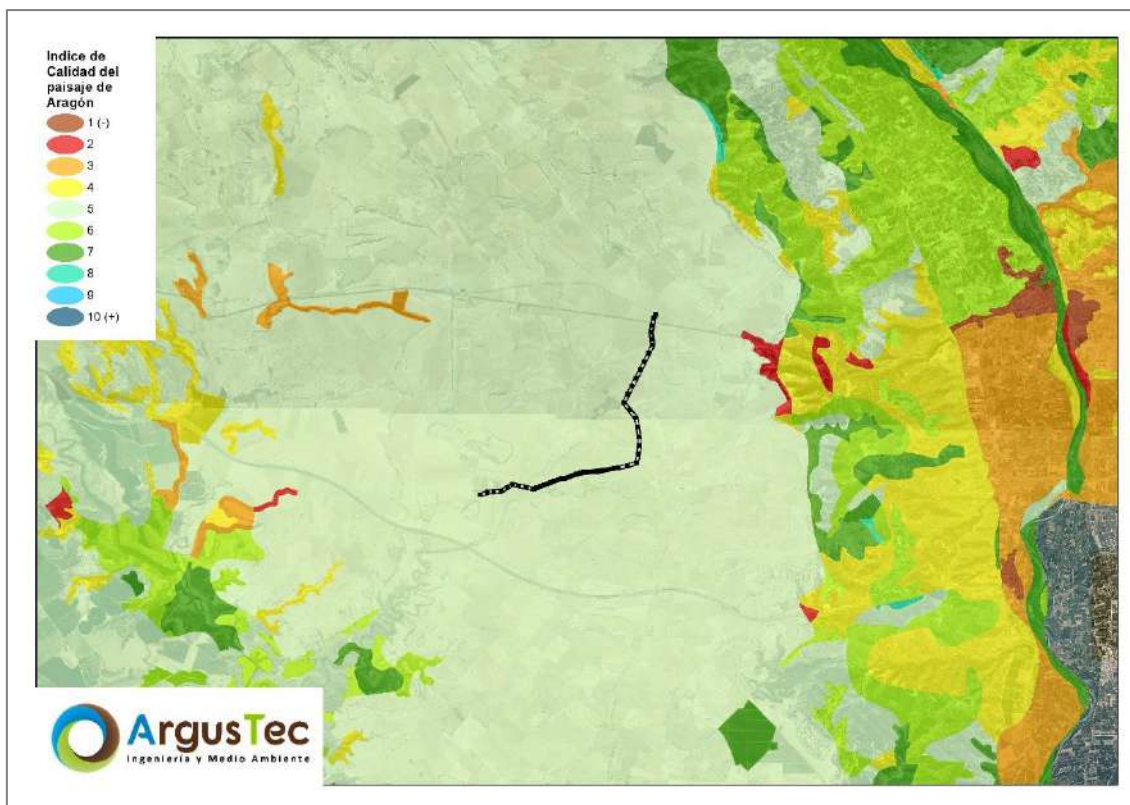 Indice de
Calidad del
paisaje de
Aragón
1 (-)
2
3
4
5
6
7
8
9
10 (+)
ArgusTec
Ingeniería y Medio Ambiente